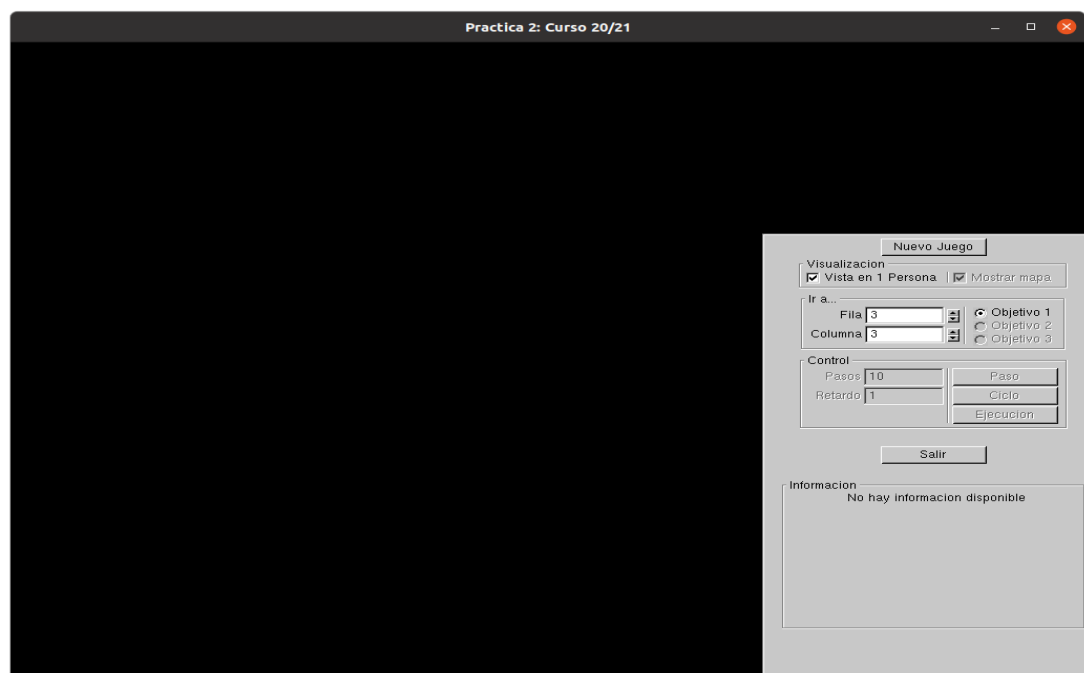 Practica 2: Curso 20/21
Nuevo Juego
Visualizacion
Vista en 1 Persona Mostrar mapa
Ir a...
Fila 3 Objetivo 1
Objetivo 2
Columna 3 Objetivo 3
Control
Pasos 10 Paso
Retardo 1 Ciclo
Ejecucion
Salir
Informacion
No hay informacion disponible